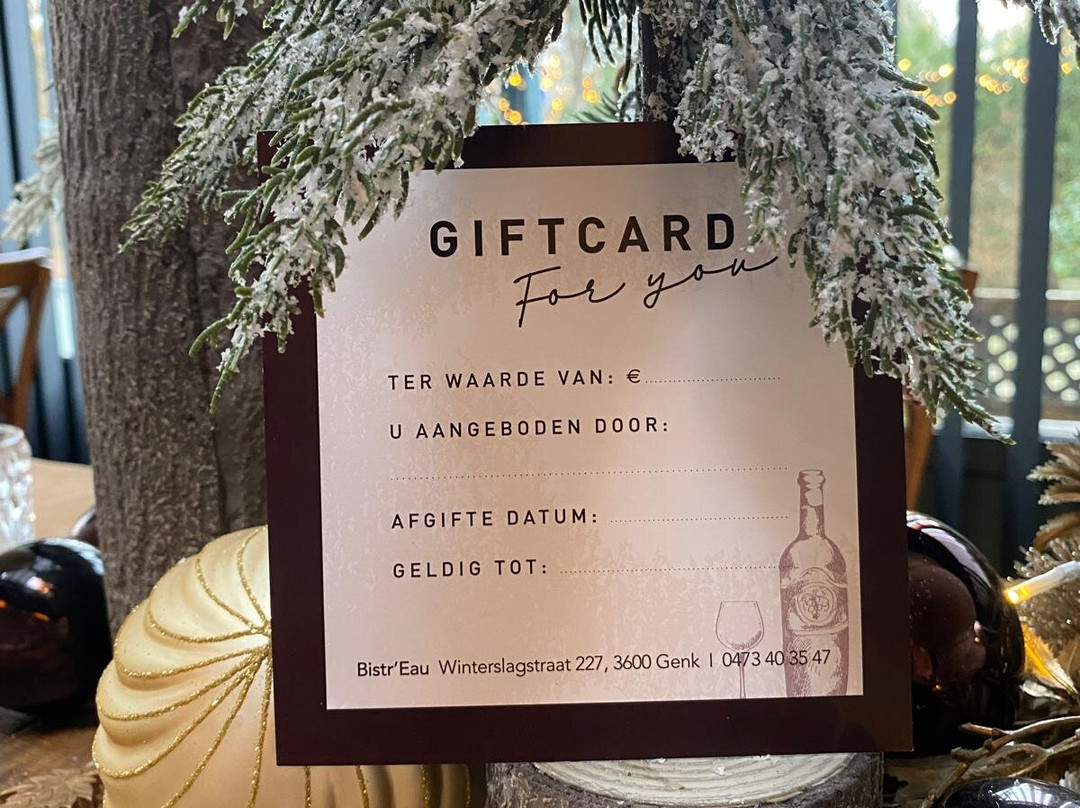 GIFTCARD
For you
TER WAARDE VAN: €
U AANGEBODEN DOOR:
AFGIFTE DATUM:
GELDIG TOT:
Bistr'Eau Winterslagstraat 227, 3600 Genk | 0473 40 35 47